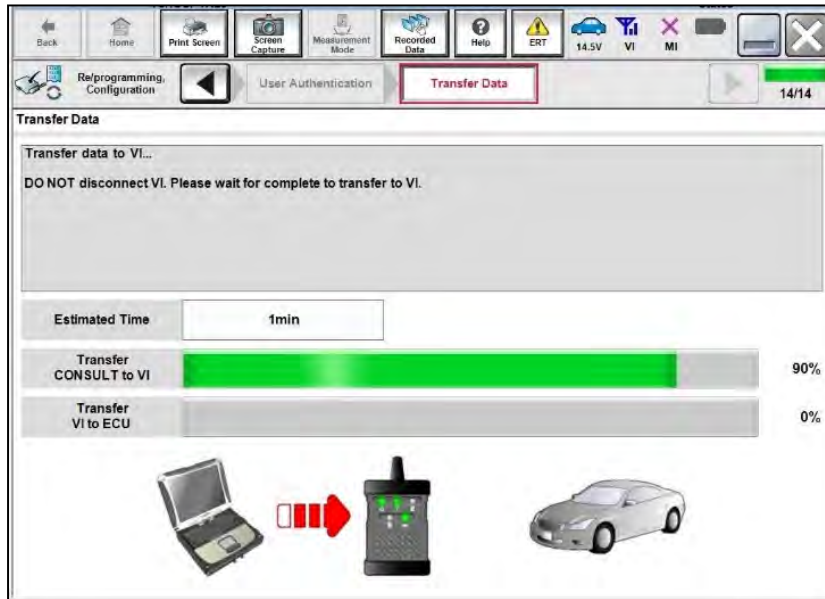 Back
Home
Print Screen
Screen
Capture
Measurement
Mode
Recorded
Data
Help
ERT
14.5V
VI
MI
Re/programming,
Configuration
User Authentication
Transfer Data
14/14
Transfer Data
Transfer data to VI...
DO NOT disconnect VI. Please wait for complete to transfer to VI.
Estimated Time
1min
Transfer
CONSULT to VI
90%
Transfer
VI to ECU
0%